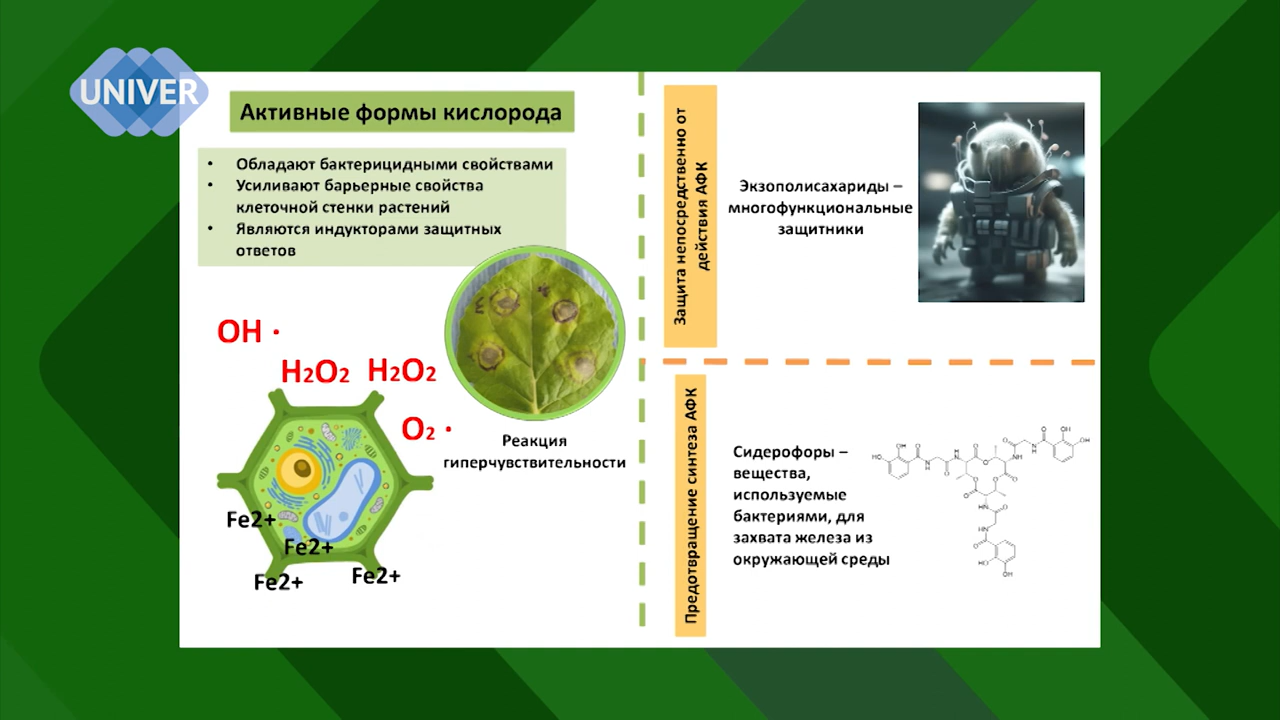 UNIVER
Активные формы кислорода
• Обладают бактерицидными свойствами
• Усиливают барьерные свойства
клеточной стенки растений
• Являются индукторами защитных
ответов
OH ·
H2O2 H2O2
O2 ·
Реакция
гиперчувствительности
Fe2+
Fe2+
Fe2+
Fe2+
Защита непосредственно от
действия АФК
Экзополисахариды –
многофункциональные
защитники
Предотвращение синтеза АФК
Сидерофоры –
вещества,
используемые
бактериями, для
захвата железа из
окружающей среды